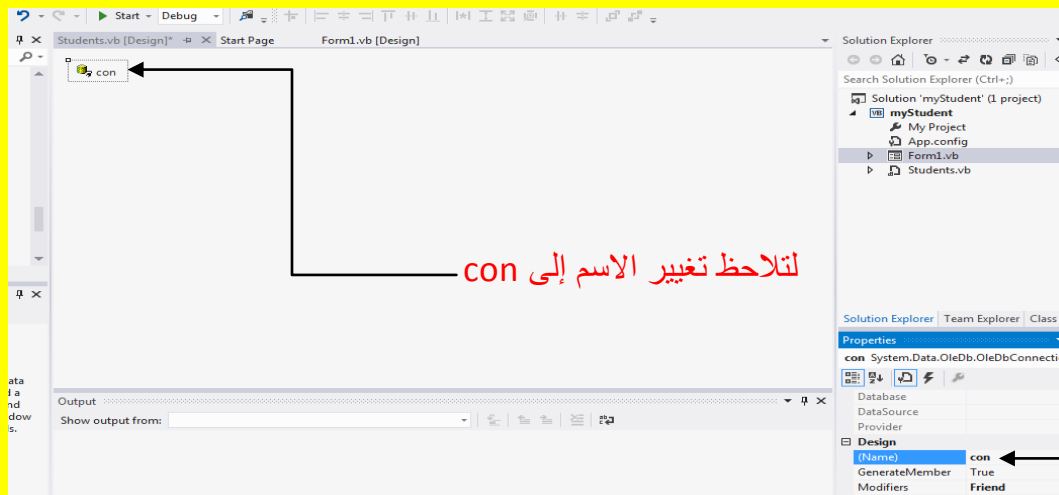 Start Debug
Students.vb [Design]* Start Page Form1.vb [Design]
con
لتلاحظ تغيير الاسم إلى con
ata
d a
nd
dow
s.
Output
Show output from:
Solution Explorer
Search Solution Explorer (Ctrl+;)
Solution 'myStudent' (1 project)
myStudent
My Project
App.config
Form1.vb
Students.vb
Solution Explorer Team Explorer Class
Properties
con System.Data.OleDb.OleDbConnecti
Database
DataSource
Provider
Design
(Name) con
GenerateMember True
Modifiers Friend